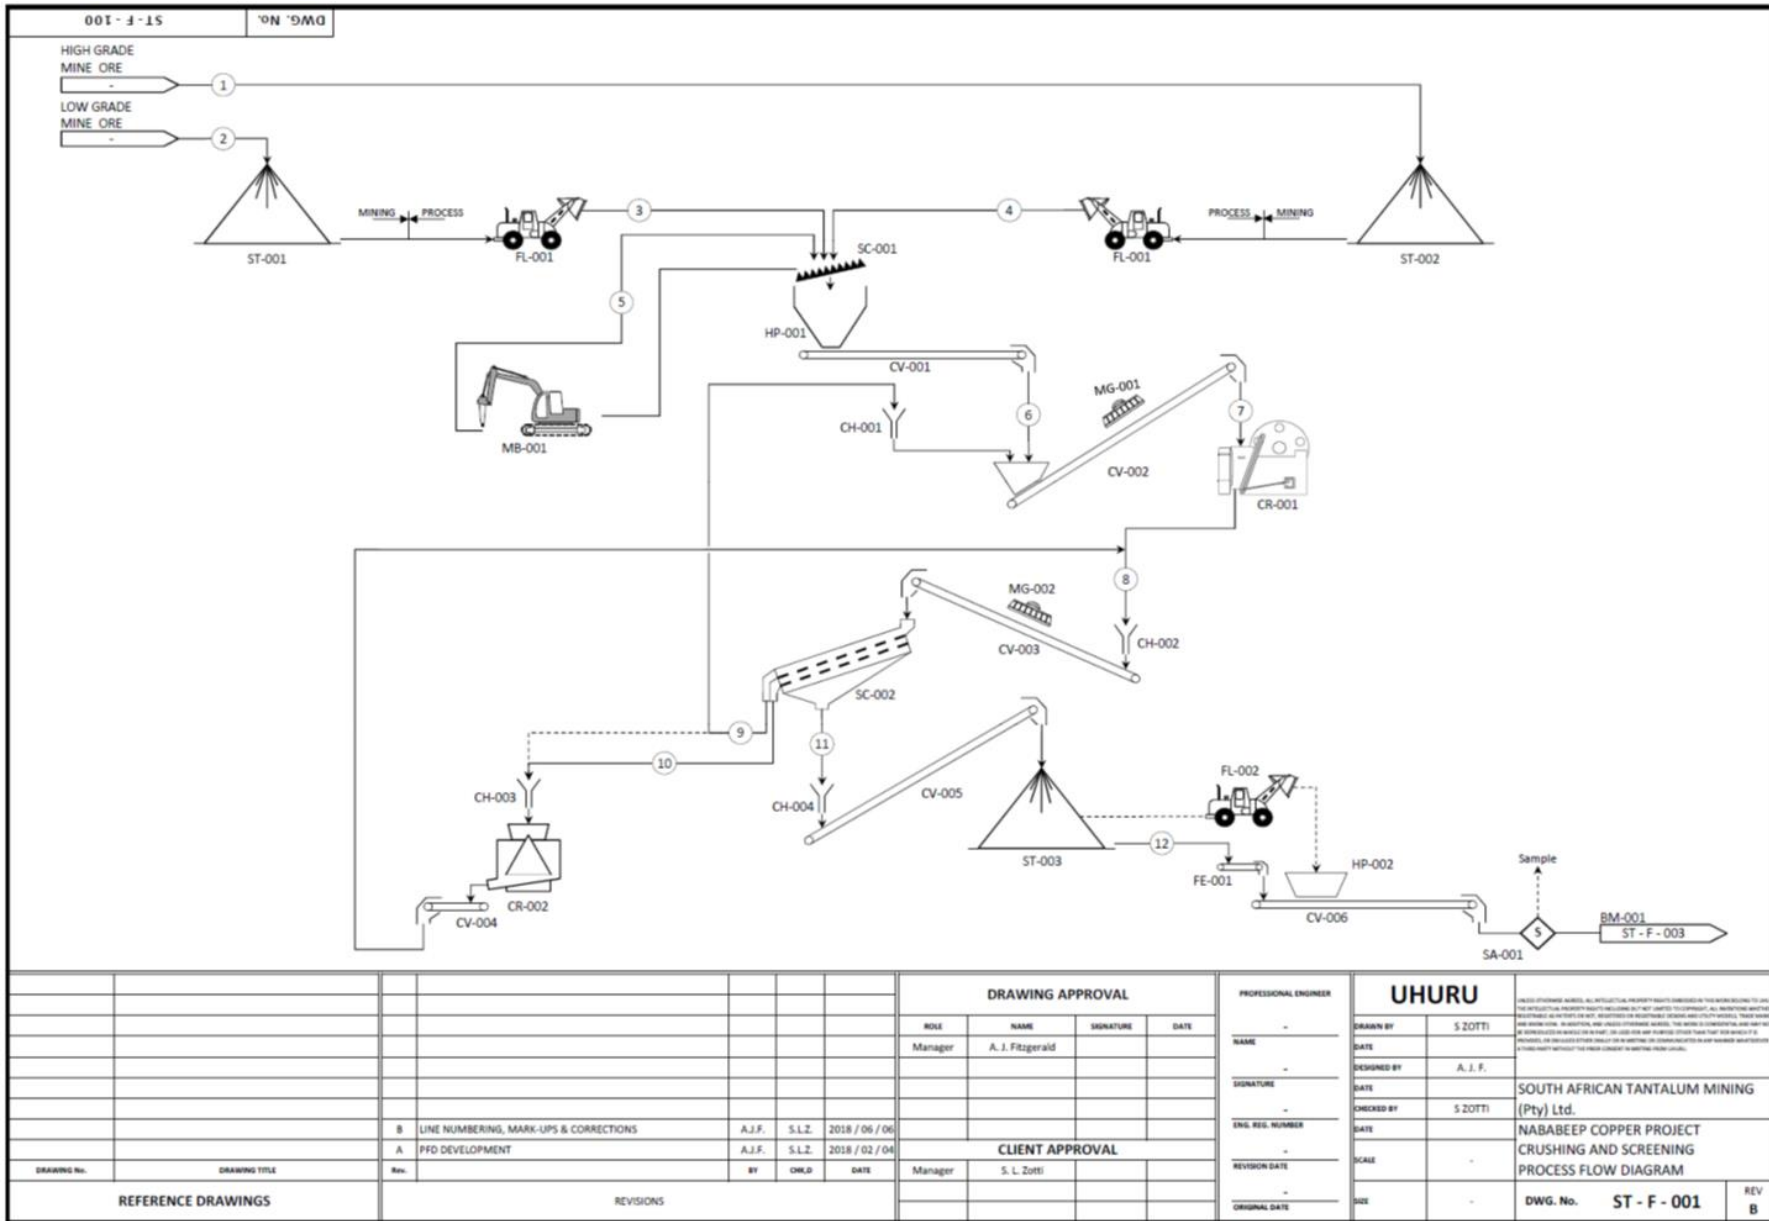 ST - F - 100
DWG. No.
HIGH GRADE
MINE ORE
-
1
LOW GRADE
MINE ORE
-
2
MINING
PROCESS
3
4
PROCESS
MINING
ST-001
FL-001
SC-001
FL-001
ST-002
5
HP-001
CV-001
MG-001
6
7
CH-001
MB-001
CV-002
CR-001
8
MG-002
CH-002
CV-003
SC-002
9
10
11
CH-003
CH-004
CV-005
FL-002
12
ST-003
FE-001
HP-002
Sample
CR-002
CV-004
CV-006
S
SA-001
BM-001
ST - F - 003
DRAWING APPROVAL
ROLE NAME SIGNATURE DATE
Manager A. J. Fitzgerald
CLIENT APPROVAL
Manager S. L. Zotti
B LINE NUMBERING, MARK-UPS & CORRECTIONS A.J.F. S.L.Z. 2018 / 06 / 06
A PFD DEVELOPMENT A.J.F. S.L.Z. 2018 / 02 / 04
DRAWING No. DRAWING TITLE Rev. BY CHK,D DATE
REFERENCE DRAWINGS
REVISIONS
PROFESSIONAL ENGINEER
-
NAME
-
SIGNATURE
-
ENG. REG. NUMBER
-
REVISION DATE
-
ORIGINAL DATE
UHURU
DRAWN BY S ZOTTI
DATE
DESIGNED BY A. J. F.
DATE
CHECKED BY S ZOTTI
DATE
SCALE -
SIZE -
SOUTH AFRICAN TANTALUM MINING
(Pty) Ltd.
NABABEEP COPPER PROJECT
CRUSHING AND SCREENING
PROCESS FLOW DIAGRAM
DWG. No. ST - F - 001
REV
B